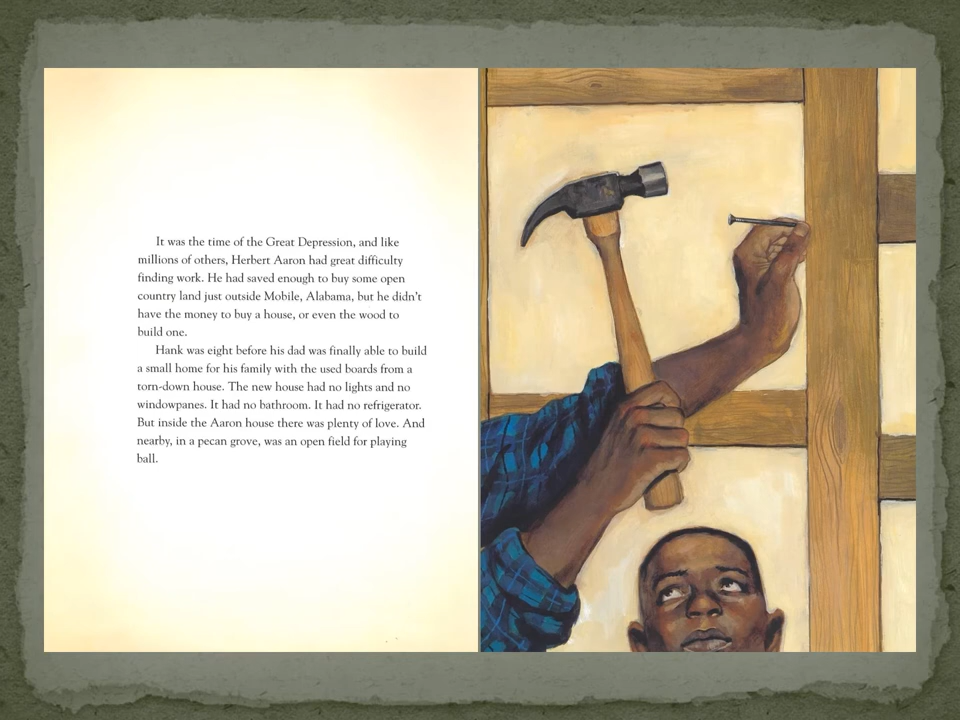 It was the time of the Great Depression, and like
millions of others, Herbert Aaron had great difficulty
finding work. He had saved enough to buy some open
country land just outside Mobile, Alabama, but he didn't
have the money to buy a house, or even the wood to
build one.
Hank was eight before his dad was finally able to build
a small home for his family with the used boards from a
torn-down house. The new house had no lights and no
windowpanes. It had no bathroom. It had no refrigerator.
But inside the Aaron house there was plenty of love. And
nearby, in a pecan grove, was an open field for playing
ball.